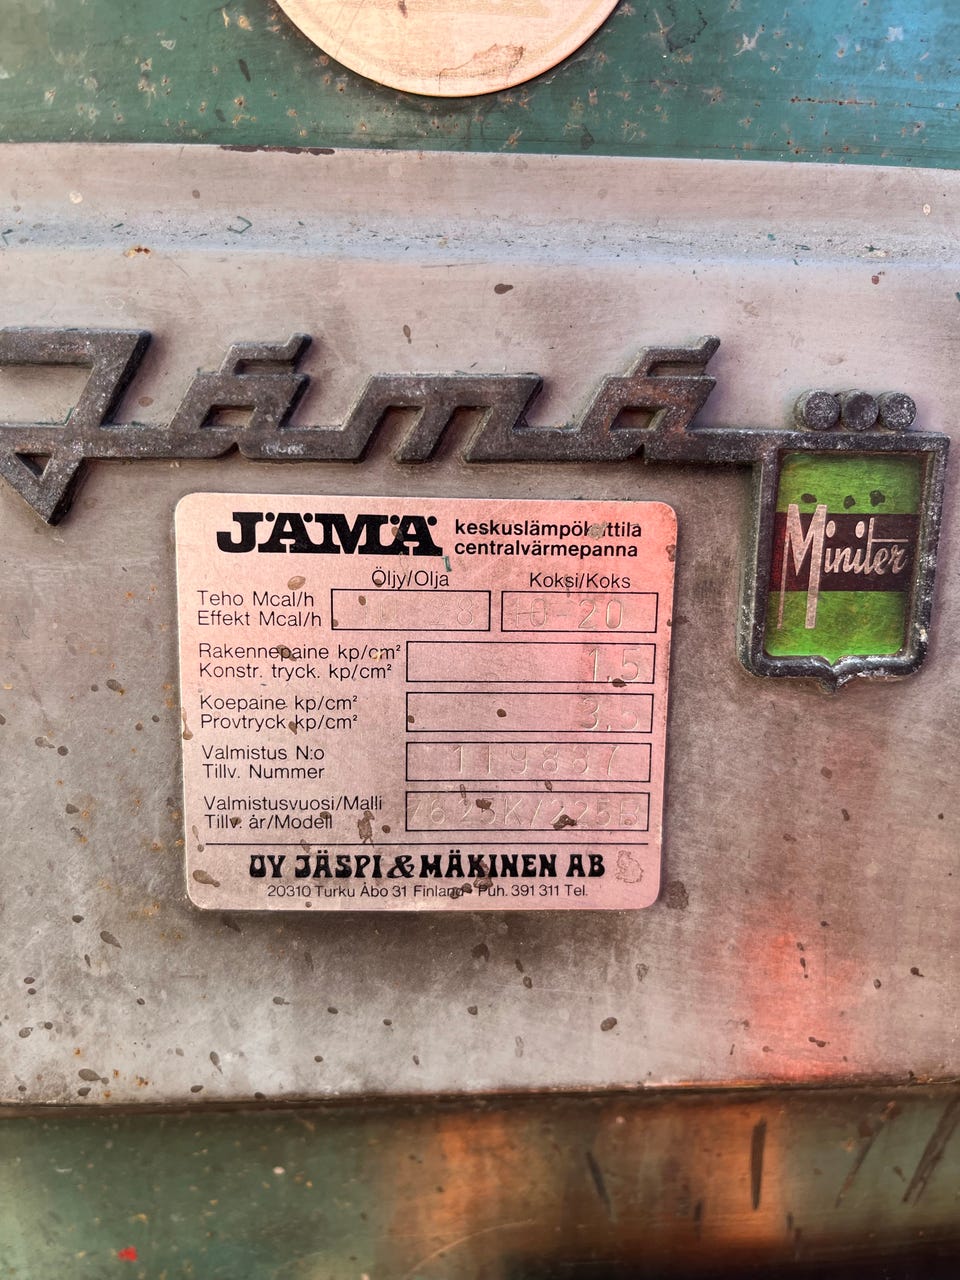 Jämä
Miniter
JÄMÄ keskuslämpökattila
centralvärmepanna
Öljy/Olja Koksi/Koks
Teho Mcal/h
Effekt Mcal/h 28 10-20
Rakennepaine kp/cm²
Konstr. tryck. kp/cm² 1.5
Koepaine kp/cm²
Provtryck kp/cm² 3.5
Valmistus N:o
Tillv. Nummer 119887
Valmistusvuosi/Malli
Tillv. år/Modell
OY JÄSPI & MÄKINEN AB
20310 Turku Åbo 31 Finland - Puh. 391 311 Tel.